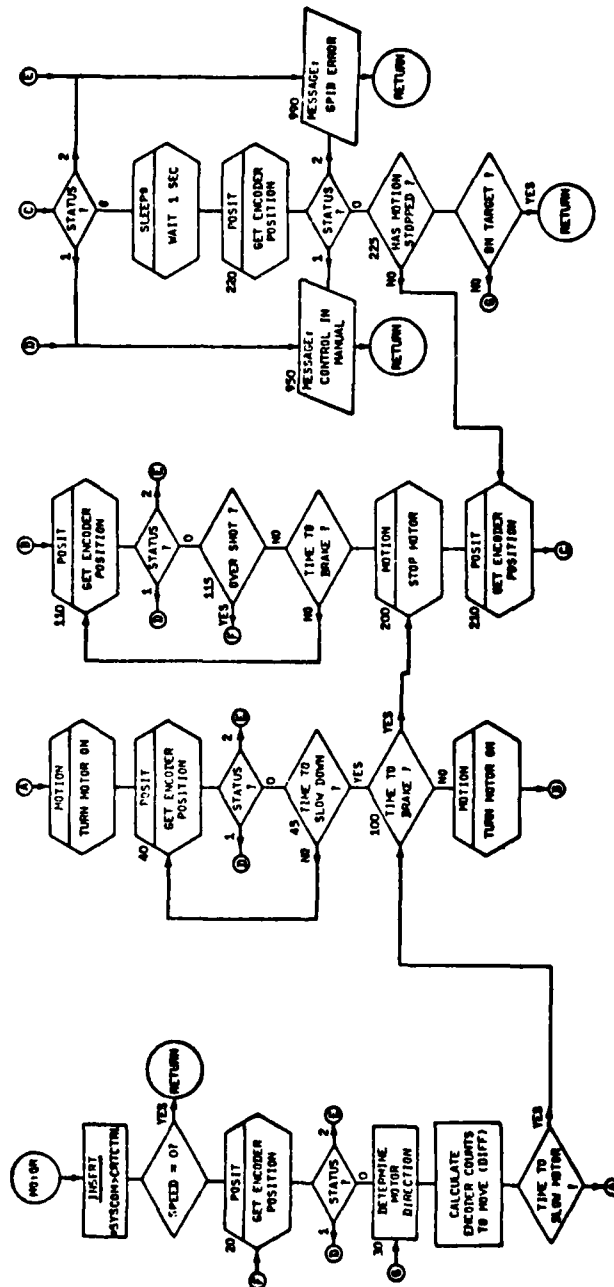 MOTOR
INSERT
SPEED = 0?
YES
RETURN
F
20
POSIT
GET ENCODER
POSITION
STATUS
?
1
D
2
E
0
G
30
DETERMINE
MOTOR
DIRECTION
CALCULATE
ENCODER COUNTS
TO MOVE (DIFF)
TIME TO
SLOW MOTOR
?
YES
A
A
MOTION
TURN MOTOR ON
40
POSIT
GET ENCODER
POSITION
STATUS
?
1
D
2
E
0
45
TIME TO
SLOW DOWN
?
NO
YES
100
TIME TO
BRAKE ?
YES
NO
MOTION
TURN MOTOR ON
B
B
110
POSIT
GET ENCODER
POSITION
STATUS
?
1
D
2
E
0
115
OVER SHOT ?
YES
F
NO
TIME TO
BRAKE ?
NO
200
MOTION
STOP MOTOR
210
POSIT
GET ENCODER
POSITION
C
D
C
E
STATUS
?
1
2
0
SLEEP$
WAIT 1 SEC
220
POSIT
GET ENCODER
POSITION
STATUS
?
1
2
0
950
MESSAGE:
CONTROL IN
MANUAL
RETURN
990
MESSAGE:
GPIB ERROR
RETURN
225
HAS MOTION
STOPPED ?
NO
ON TARGET ?
NO
G
YES
RETURN